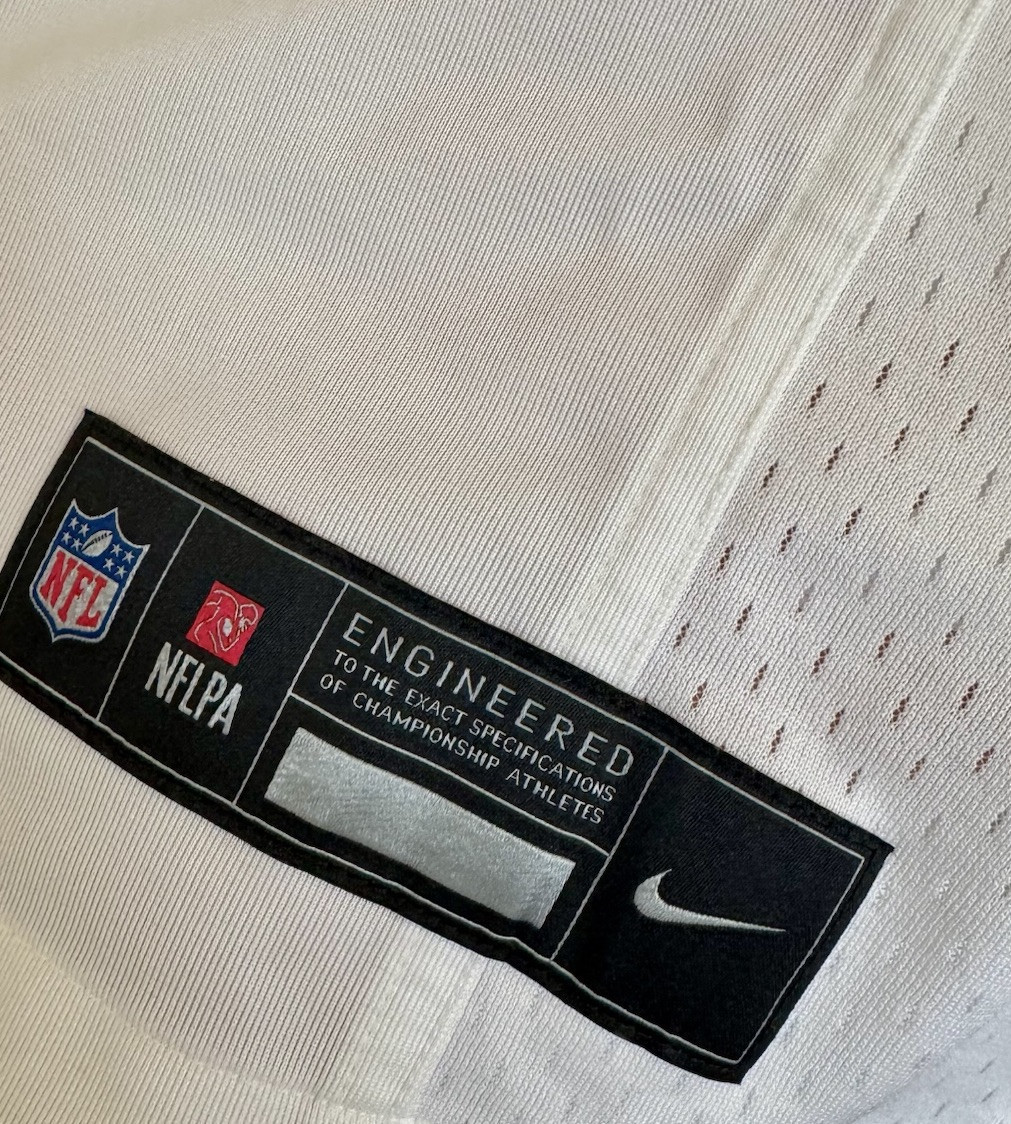 NFL
NFLPA
ENGINEERED
TO THE EXACT SPECIFICATIONS
OF CHAMPIONSHIP ATHLETES